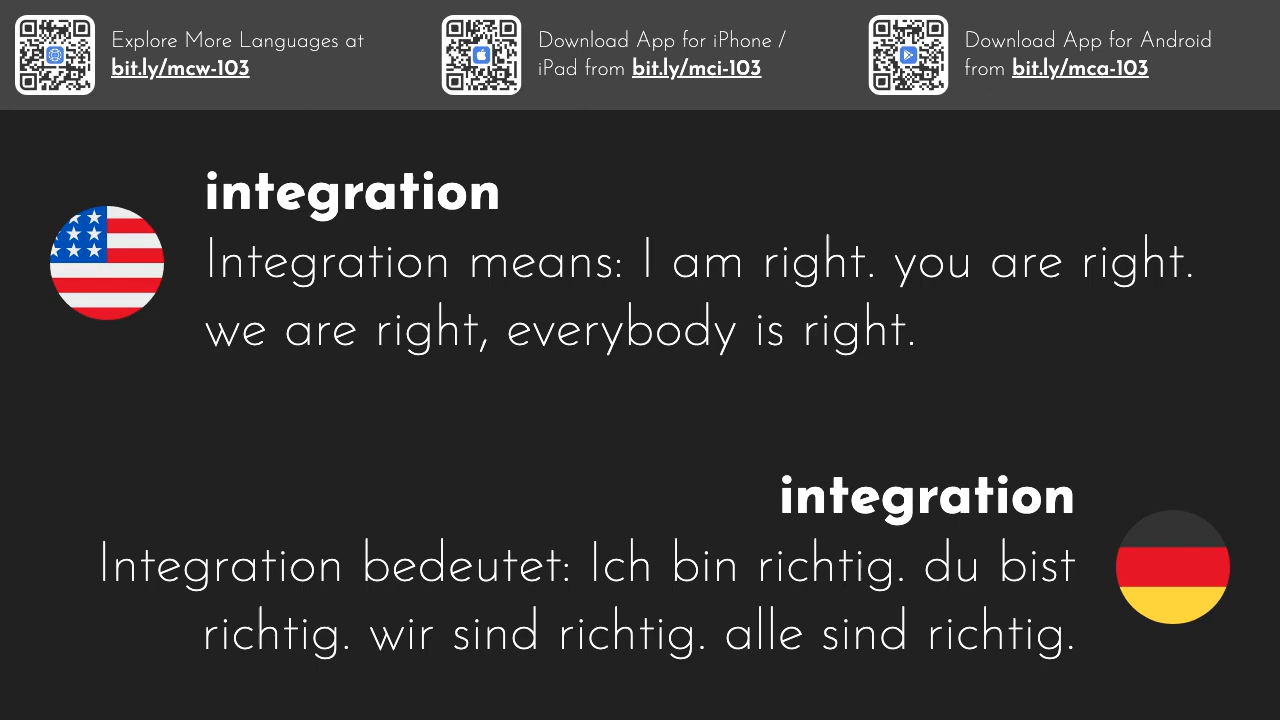 Explore More Languages at
bit.ly/mcw-103
Download App for iPhone /
iPad from bit.ly/mci-103
Download App for Android
from bit.ly/mca-103
integration
Integration means: I am right. you are right.
we are right, everybody is right.
integration
Integration bedeutet: Ich bin richtig. du bist
richtig. wir sind richtig. alle sind richtig.